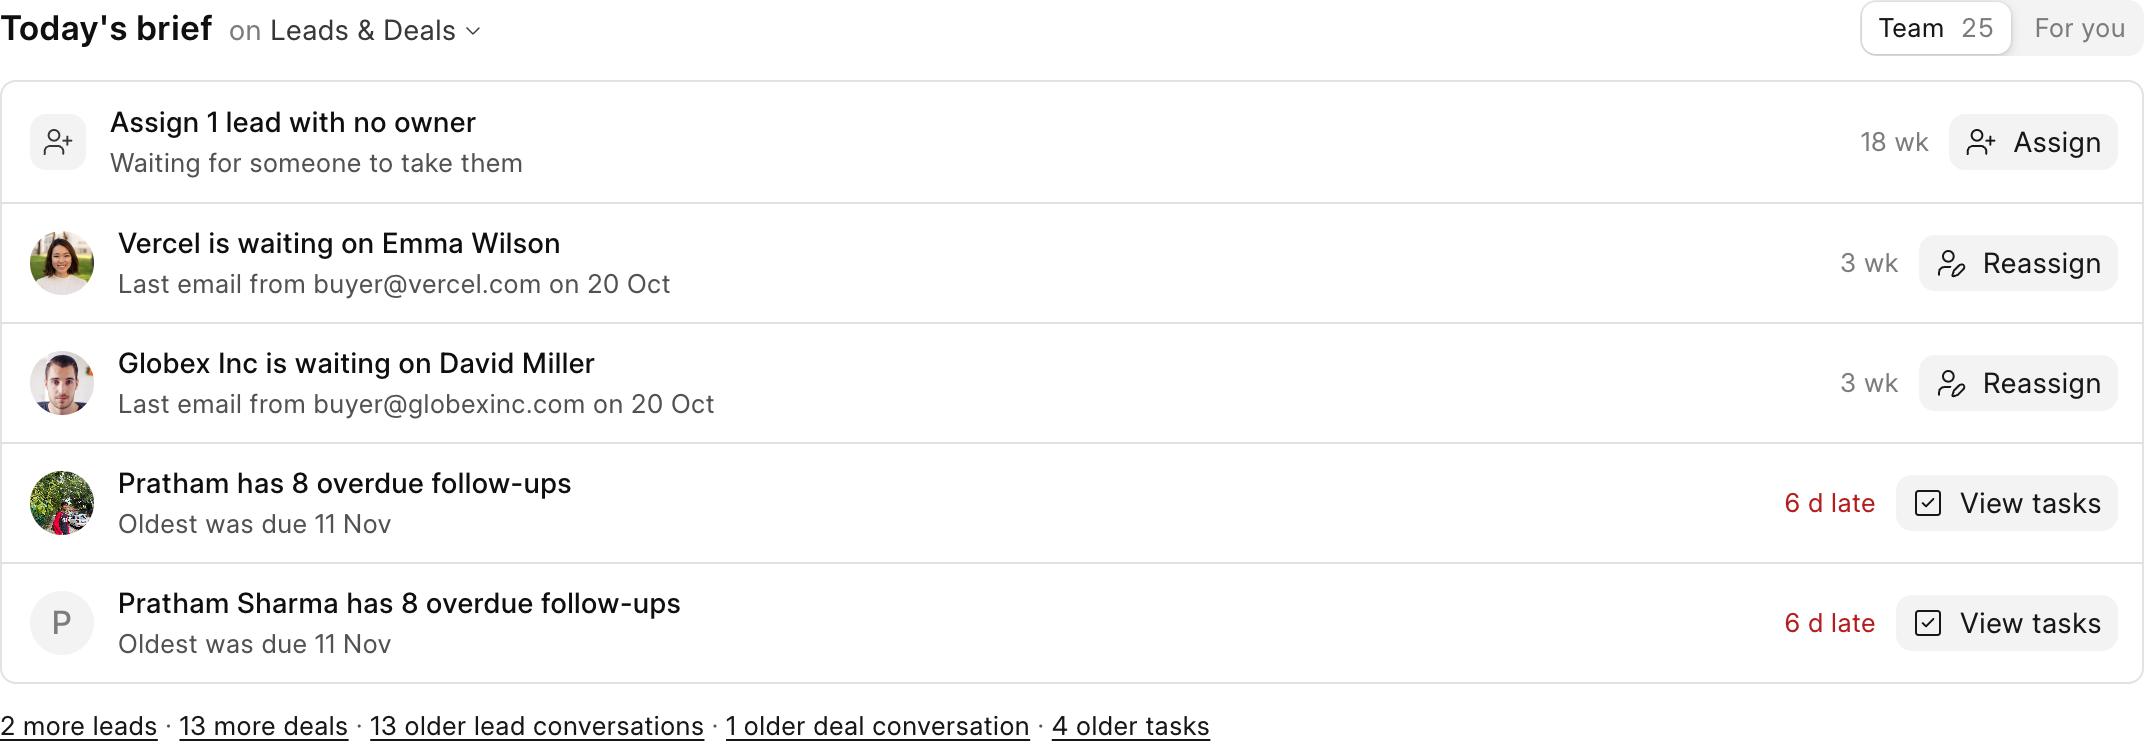 Today's brief on Leads & Deals
Team 25 For you
Assign 1 lead with no owner
Waiting for someone to take them
18 wk Assign
Vercel is waiting on Emma Wilson
Last email from buyer@vercel.com on 20 Oct
3 wk Reassign
Globex Inc is waiting on David Miller
Last email from buyer@globexinc.com on 20 Oct
3 wk Reassign
Pratham has 8 overdue follow-ups
Oldest was due 11 Nov
6 d late View tasks
P
Pratham Sharma has 8 overdue follow-ups
Oldest was due 11 Nov
6 d late View tasks
2 more leads · 13 more deals · 13 older lead conversations · 1 older deal conversation · 4 older tasks